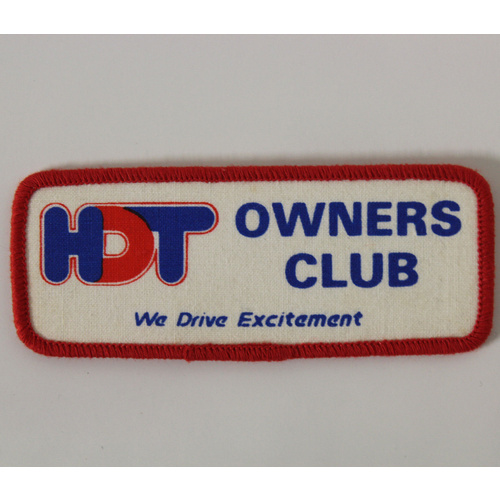 HDT OWNERS
CLUB
We Drive Excitement